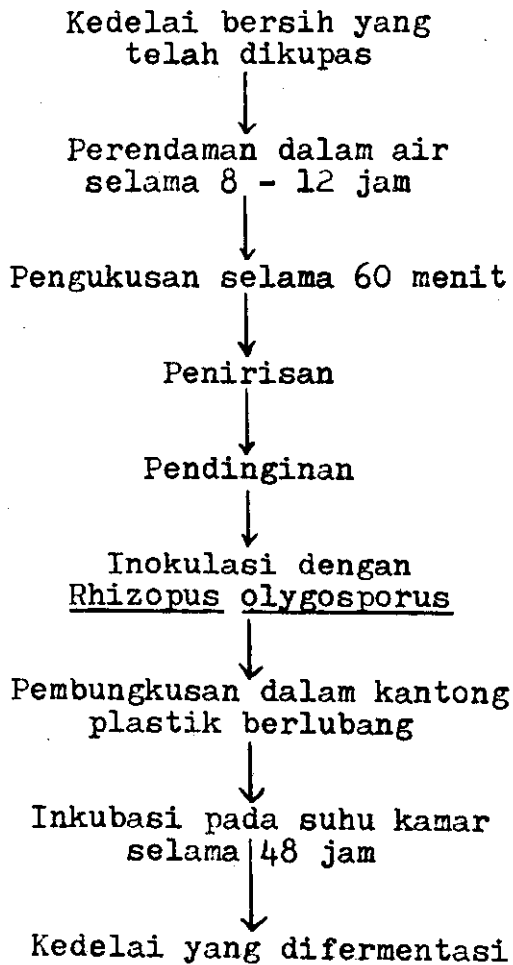 Kedelai bersih yang
telah dikupas
Perendaman dalam air
selama 8 - 12 jam
Pengukusan selama 60 menit
Penirisan
Pendinginan
Inokulasi dengan
Rhizopus olygosporus
Pembungkusan dalam kantong
plastik berlubang
Inkubasi pada suhu kamar
selama 48 jam
Kedelai yang difermentasi